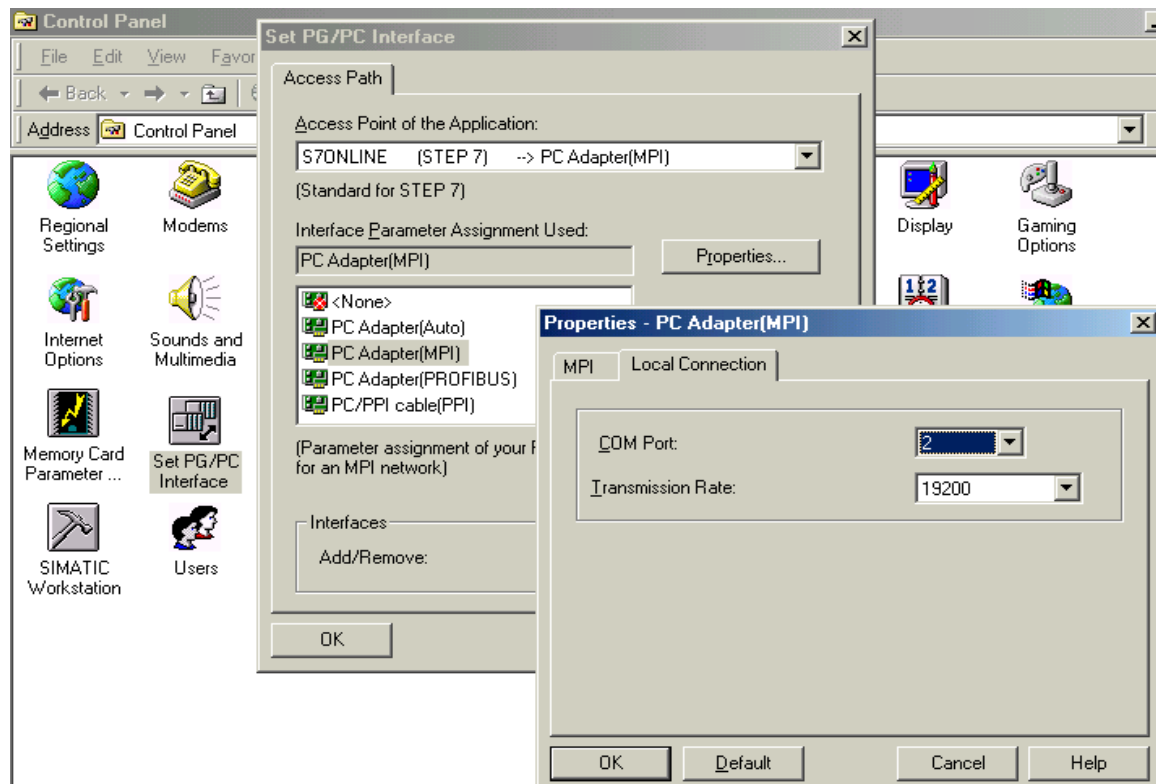 Control Panel
File Edit View Favor
Back
Address Control Panel
Regional Settings
Modems
Internet Options
Sounds and Multimedia
Memory Card Parameter ...
Set PG/PC Interface
SIMATIC Workstation
Users
Display
Gaming Options
Set PG/PC Interface
Access Path
Access Point of the Application:
S7ONLINE (STEP 7) --> PC Adapter(MPI)
(Standard for STEP 7)
Interface Parameter Assignment Used:
PC Adapter(MPI)
Properties...
<None>
PC Adapter(Auto)
PC Adapter(MPI)
PC Adapter(PROFIBUS)
PC/PPI cable(PPI)
(Parameter assignment of your
for an MPI network)
Interfaces
Add/Remove:
OK
Properties - PC Adapter(MPI)
MPI
Local Connection
COM Port:
2
Transmission Rate:
19200
OK
Default
Cancel
Help